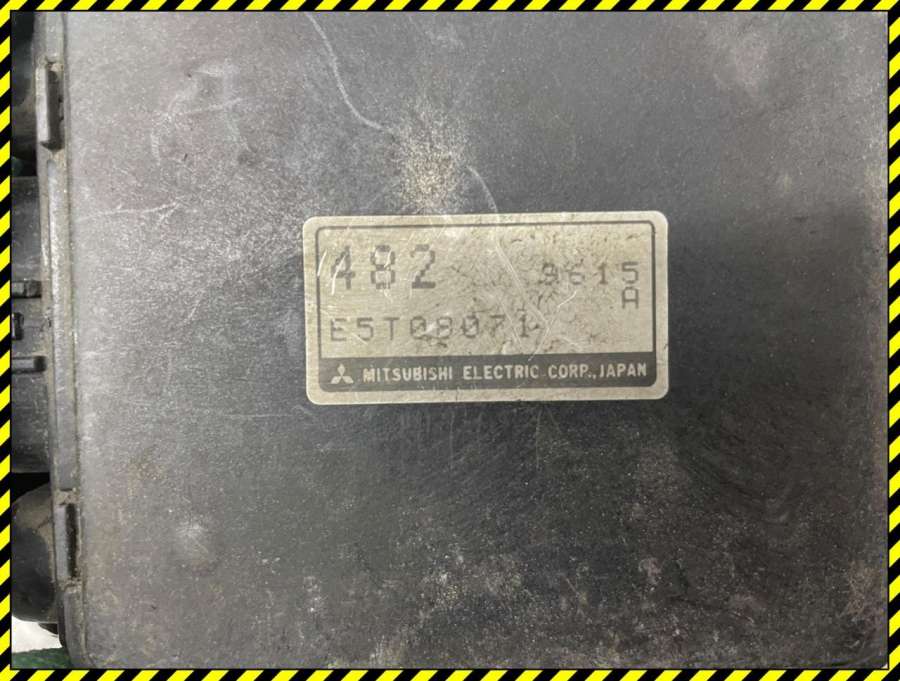 482 9615
A
E5T08071
MITSUBISHI ELECTRIC CORP., JAPAN